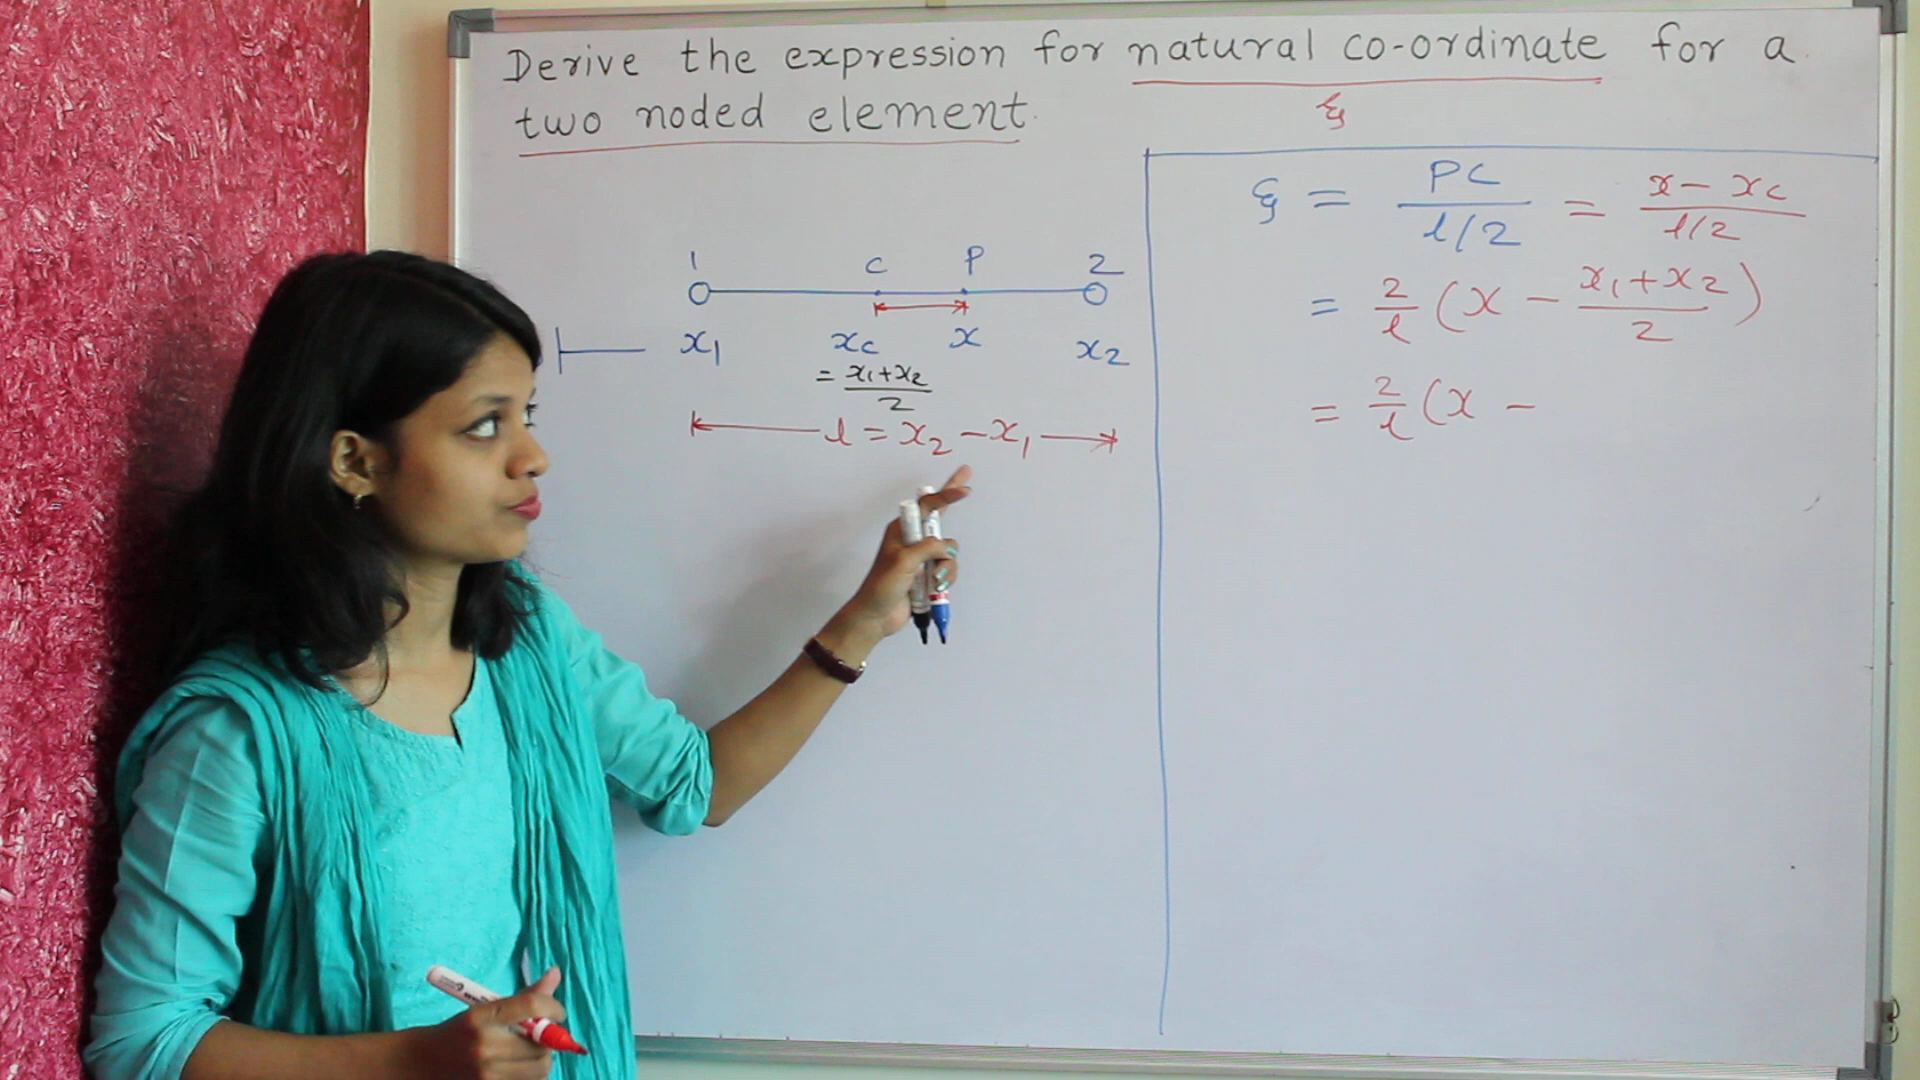 Derive the expression for natural co-ordinate for a
two noded element.
ξ
1 C P 2
x₁ x_c x x₂
= (x₁+x₂)/2
l = x₂ - x₁
ξ = PC/(l/2) = (x - x_c)/(l/2)
= 2/l (x - (x₁+x₂)/2)
= 2/l (x -